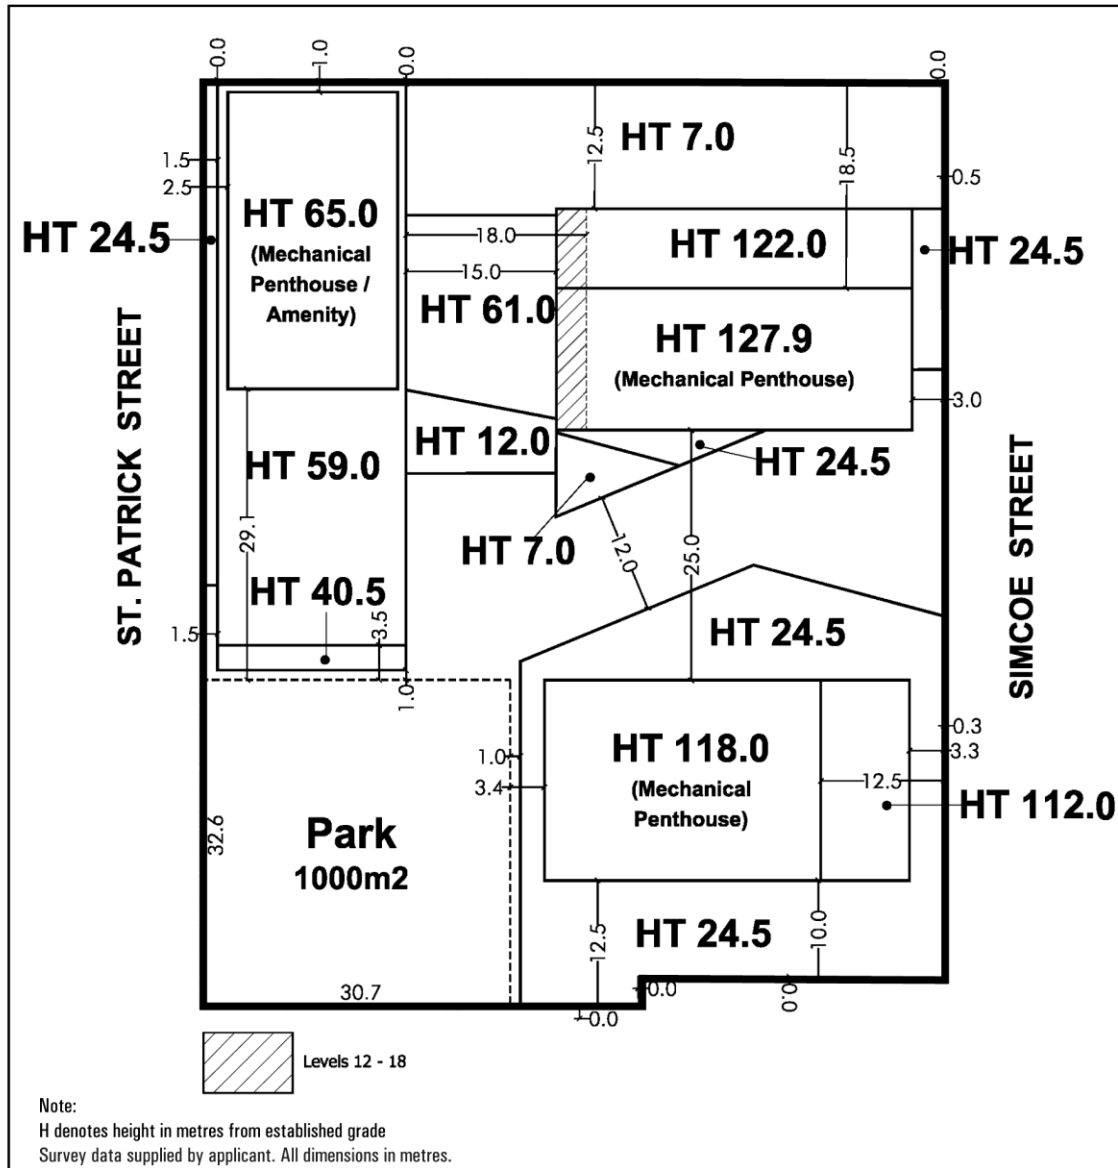 0.0
1.0
0.0
0.0
12.5
HT 7.0
18.5
1.5
2.5
0.5
HT 65.0
(Mechanical
Penthouse /
Amenity)
HT 24.5
18.0
HT 122.0
HT 24.5
15.0
HT 61.0
HT 127.9
(Mechanical Penthouse)
3.0
ST. PATRICK STREET
HT 12.0
HT 59.0
HT 24.5
SIMCOE STREET
29.1
HT 7.0
12.0
25.0
HT 40.5
1.5
3.5
HT 24.5
1.0
0.3
3.3
HT 118.0
(Mechanical
Penthouse)
1.0
3.4
12.5
HT 112.0
32.6
Park
1000m2
12.5
HT 24.5
10.0
30.7
0.0
0.0
0.0
Levels 12 - 18
Note:
H denotes height in metres from established grade
Survey data supplied by applicant. All dimensions in metres.